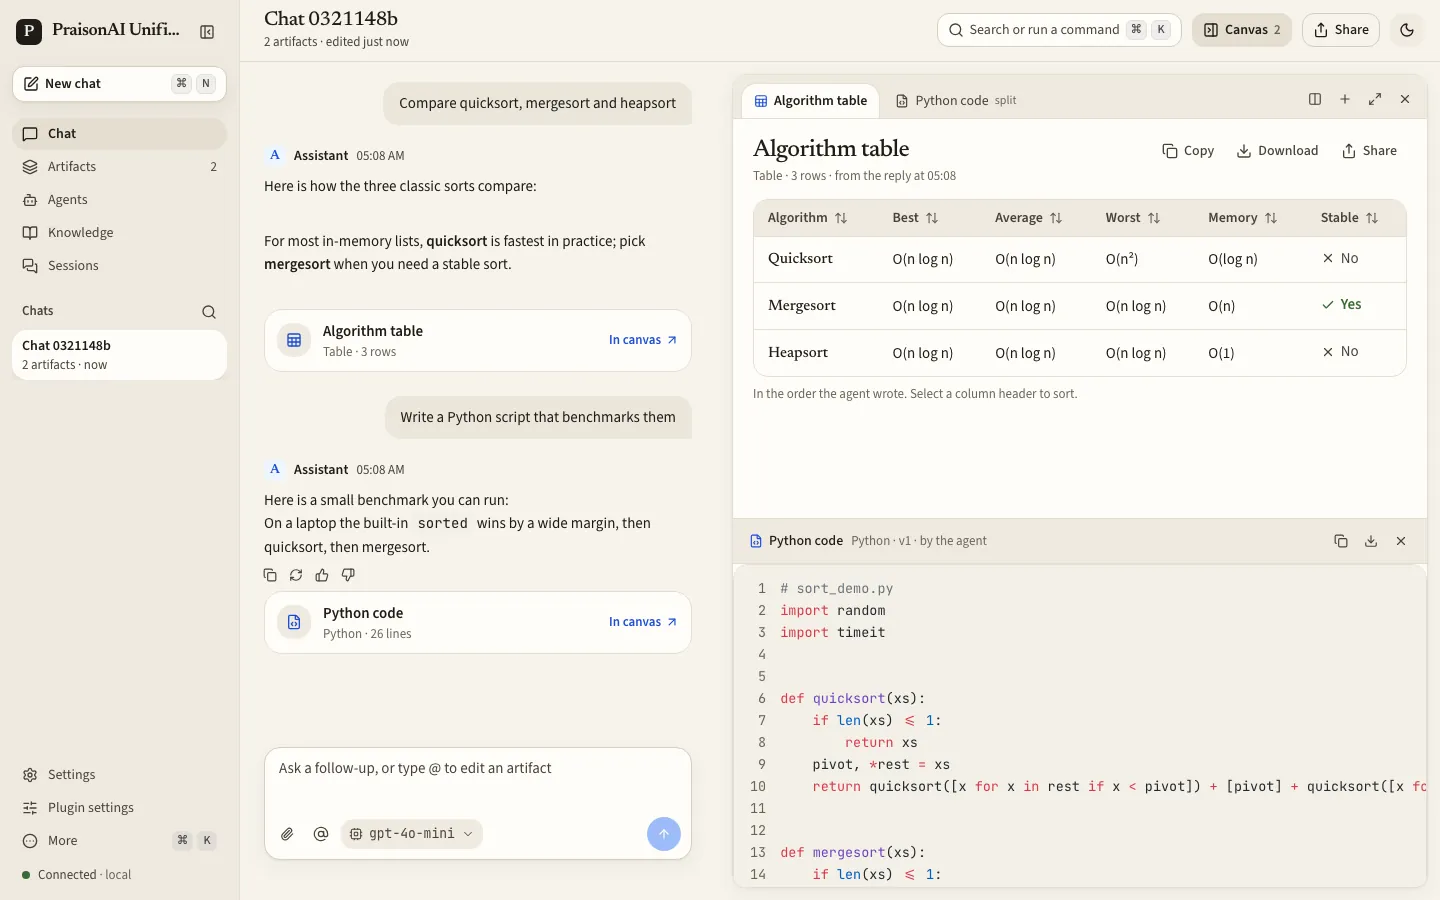 P PraisonAI Unifi...
New chat ⌘ N
Chat
Artifacts 2
Agents
Knowledge
Sessions
Chats
Chat 0321148b
2 artifacts · now
Settings
Plugin settings
More ⌘ K
Connected · local
Chat 0321148b
2 artifacts · edited just now
Search or run a command ⌘ K
Canvas 2
Share
Compare quicksort, mergesort and heapsort
A Assistant 05:08 AM
Here is how the three classic sorts compare:
For most in-memory lists, quicksort is fastest in practice; pick
mergesort when you need a stable sort.
Algorithm table
Table · 3 rows
In canvas ↗
Write a Python script that benchmarks them
A Assistant 05:08 AM
Here is a small benchmark you can run:
On a laptop the built-in sorted wins by a wide margin, then
quicksort, then mergesort.
Python code
Python · 26 lines
In canvas ↗
Ask a follow-up, or type @ to edit an artifact
@ gpt-4o-mini
Algorithm table
Python code split
Algorithm table
Table · 3 rows · from the reply at 05:08
Copy
Download
Share
Algorithm Best Average Worst Memory Stable
Quicksort O(n log n) O(n log n) O(n²) O(log n) No
Mergesort O(n log n) O(n log n) O(n log n) O(n) Yes
Heapsort O(n log n) O(n log n) O(n log n) O(1) No
In the order the agent wrote. Select a column header to sort.
Python code Python · v1 · by the agent
1 # sort_demo.py
2 import random
3 import timeit
4
5
6 def quicksort(xs):
7 if len(xs) ≤ 1:
8 return xs
9 pivot, *rest = xs
10 return quicksort([x for x in rest if x < pivot]) + [pivot] + quicksort([x fo
11
12
13 def mergesort(xs):
14 if len(xs) ≤ 1: